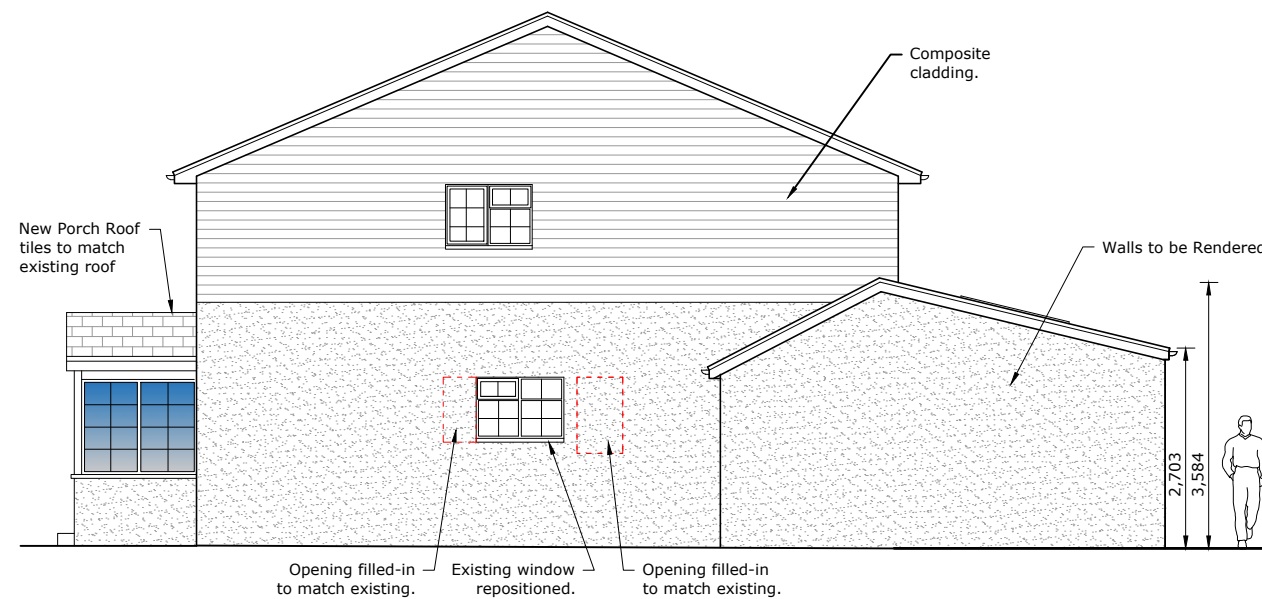 Composite
cladding.
New Porch Roof
tiles to match
existing roof
Walls to be Rendered
2,703
3,584
Opening filled-in
to match existing.
Existing window
repositioned.
Opening filled-in
to match existing.